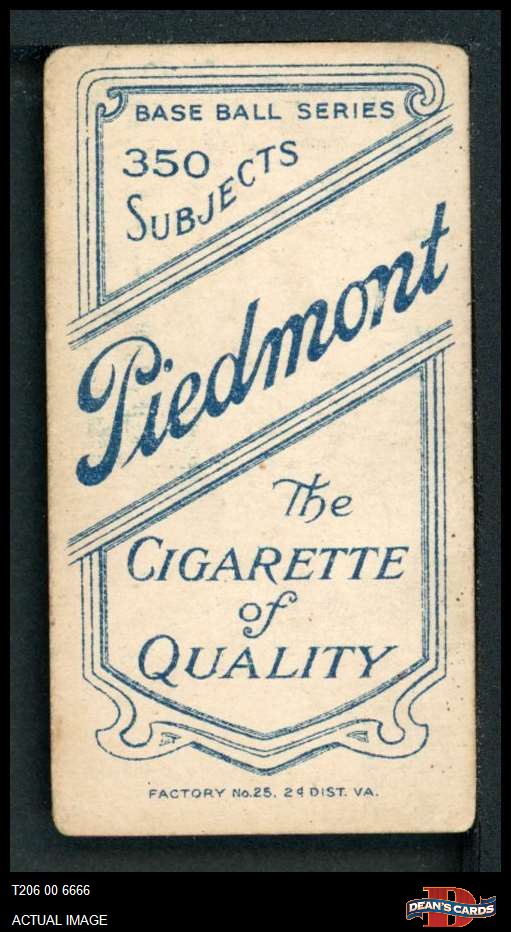 BASE BALL SERIES
350
SUBJECTS
Piedmont
The
CIGARETTE
of
QUALITY
FACTORY No. 25. 2d DIST. VA.
T206 00 6666
ACTUAL IMAGE
D
DEAN'S CARDS